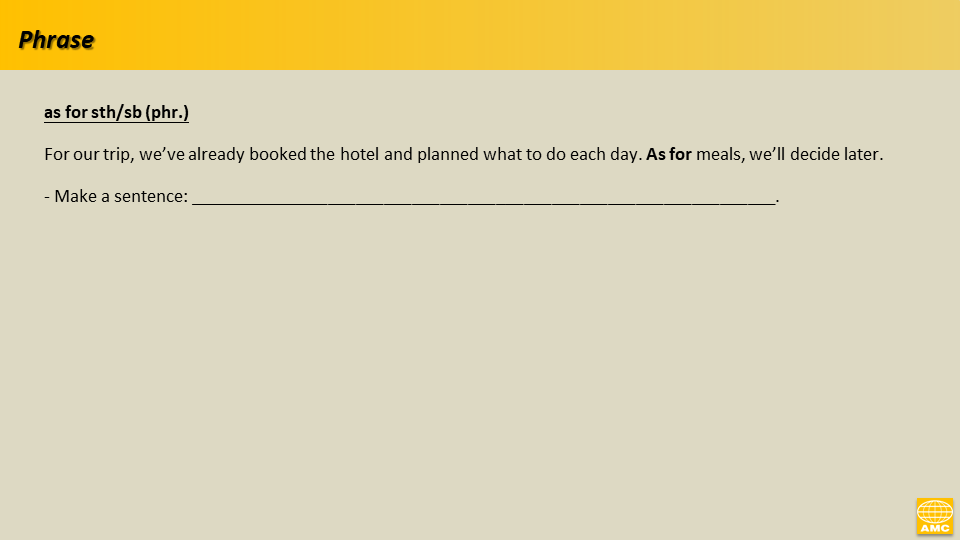 Phrase
as for sth/sb (phr.)
For our trip, we’ve already booked the hotel and planned what to do each day. As for meals, we’ll decide later.
- Make a sentence: _______________________________________________________________.
AMC